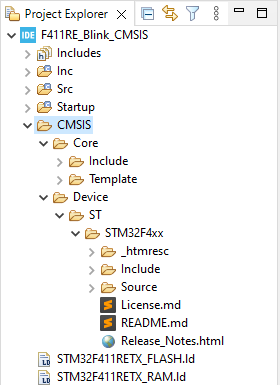 Project Explorer
IDE F411RE_Blink_CMSIS
Includes
Inc
Src
Startup
CMSIS
Core
Include
Template
Device
ST
STM32F4xx
_htmresc
Include
Source
License.md
README.md
Release_Notes.html
STM32F411RETX_FLASH.ld
STM32F411RETX_RAM.ld